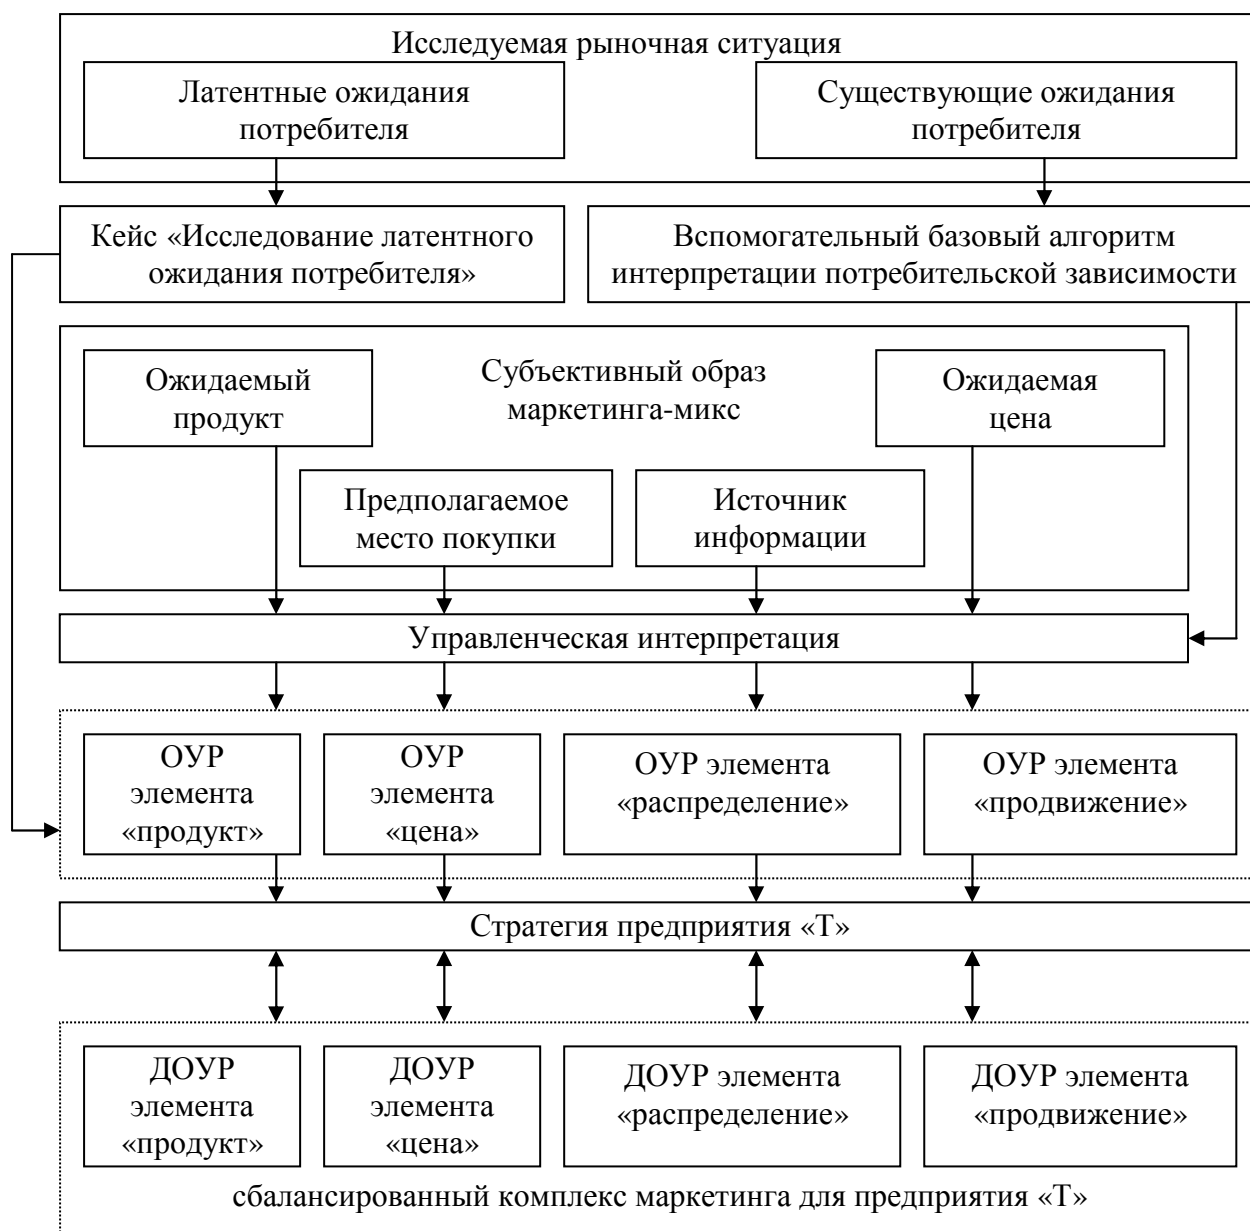 Исследуемая рыночная ситуация
Латентные ожидания
потребителя
Существующие ожидания
потребителя
Кейс «Исследование латентного
ожидания потребителя»
Вспомогательный базовый алгоритм
интерпретации потребительской зависимости
Субъективный образ
маркетинга-микс
Ожидаемый
продукт
Ожидаемая
цена
Предполагаемое
место покупки
Источник
информации
Управленческая интерпретация
ОУР
элемента
«продукт»
ОУР
элемента
«цена»
ОУР элемента
«распределение»
ОУР элемента
«продвижение»
Стратегия предприятия «Т»
ДОУР
элемента
«продукт»
ДОУР
элемента
«цена»
ДОУР элемента
«распределение»
ДОУР элемента
«продвижение»
сбалансированный комплекс маркетинга для предприятия «Т»